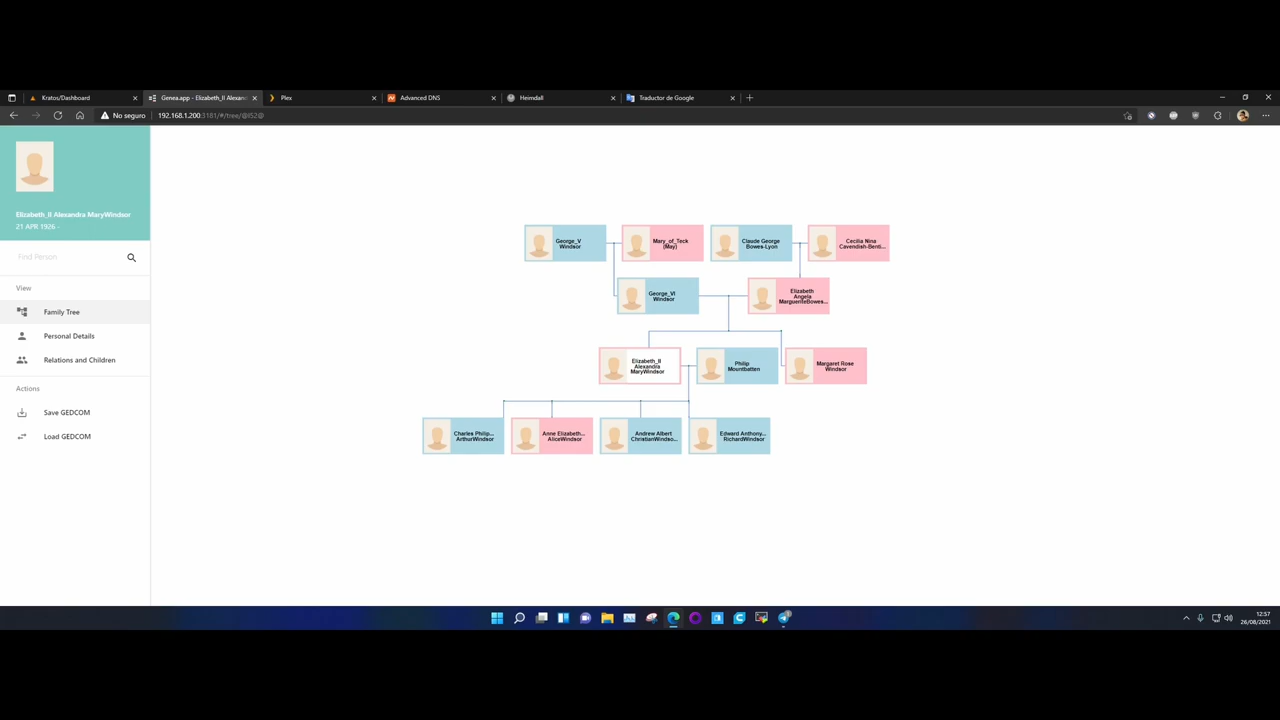 Kratos/Dashboard
Genea.app - Elizabeth_II Alexan
Plex
Advanced DNS
Heimdall
Traductor de Google
No seguro
192.168.1.200:3181/#/tree/@I52@
Elizabeth_II Alexandra MaryWindsor
21 APR 1926 -
Find Person
View
Family Tree
Personal Details
Relations and Children
Actions
Save GEDCOM
Load GEDCOM
George_V
Windsor
Mary_of_Teck
(May)
Claude George
Bowes-Lyon
Cecilia Nina
Cavendish-Benti...
George_VI
Windsor
Elizabeth
Angela
MargueriteBowes...
Elizabeth_II
Alexandra
MaryWindsor
Philip
Mountbatten
Margaret Rose
Windsor
Charles Philip...
ArthurWindsor
Anne Elizabeth...
AliceWindsor
Andrew Albert
ChristianWindso...
Edward Anthony...
RichardWindsor
12:57
26/08/2021